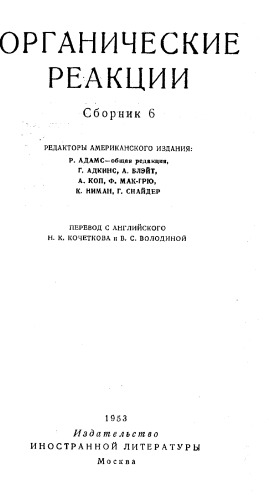 ОРГАНИЧЕСКИЕ
РЕАКЦИИ
Сборник 6
РЕДАКТОРЫ АМЕРИКАНСКОГО ИЗДАНИЯ:
Р. АДАМС—общая редакция,
Г. АДКИНС, А. БЛЭЙТ,
А. КОП, Ф. МАК-ГРЮ,
К. НИМАН, Г. СНАЙДЕР
ПЕРЕВОД С АНГЛИЙСКОГО
Н. К. КОЧЕТКОВА и В. С. ВОЛОДИНОЙ
1953
Издательство
ИНОСТРАННОЙ ЛИТЕРАТУРЫ
Москва